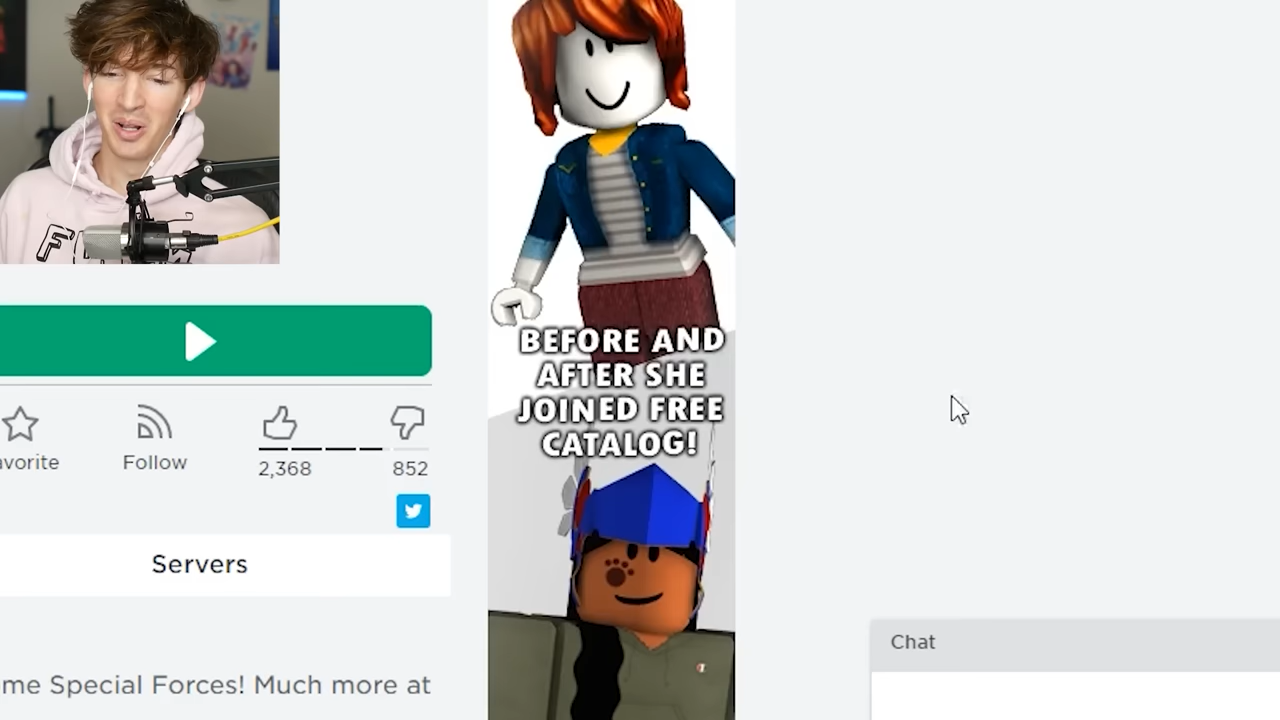 BEFORE AND
AFTER SHE
JOINED FREE
CATALOG!
avorite
Follow
2,368
852
Servers
me Special Forces! Much more at
Chat